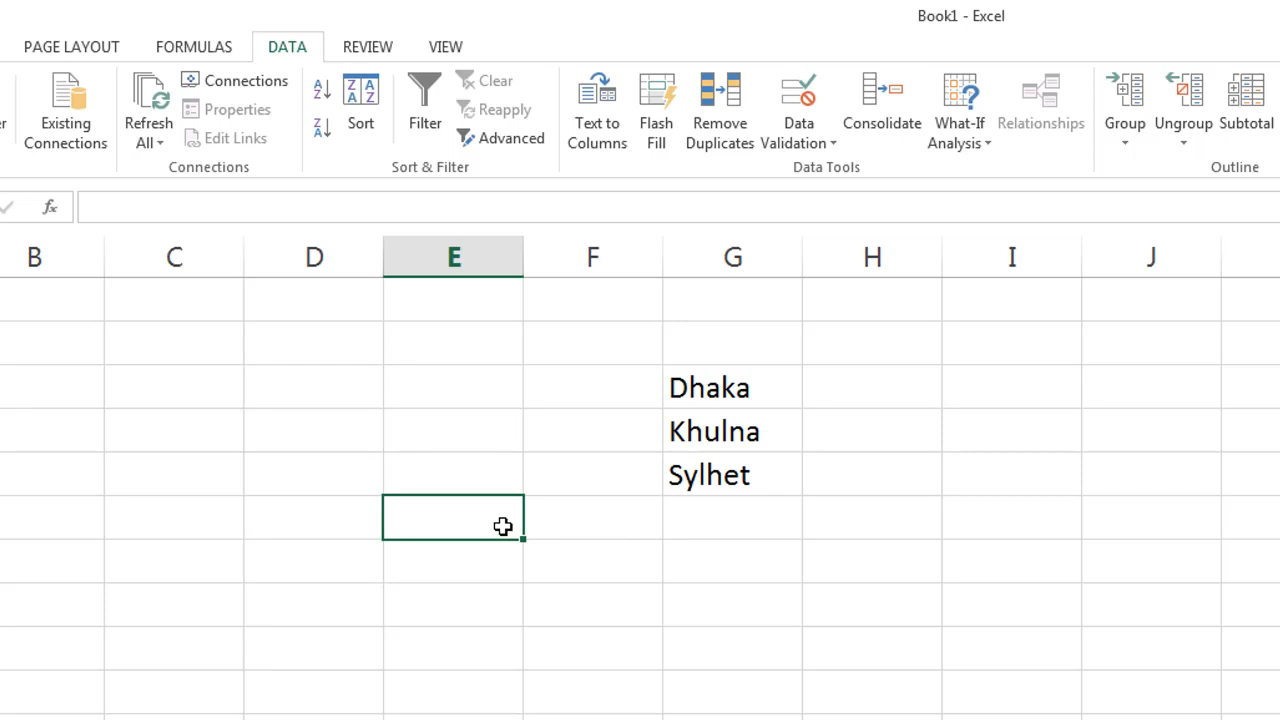 Book1 - Excel
PAGE LAYOUT FORMULAS DATA REVIEW VIEW
Existing Connections
Refresh All
Connections
Properties
Edit Links
Connections
A Z
Z A
Z A A Z
Sort
Filter
Clear
Reapply
Advanced
Sort & Filter
Text to Columns
Flash Fill
Remove Duplicates
Data Validation
Consolidate
What-If Analysis
Relationships
Data Tools
Group
Ungroup
Subtotal
Outline
fx
B C D E F G H I J
Dhaka
Khulna
Sylhet